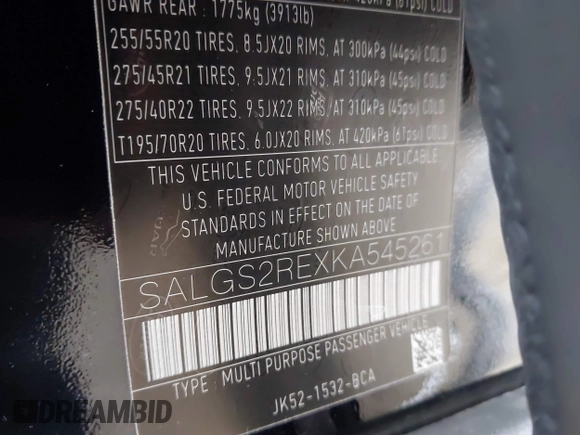 GAWR REAR : 1775kg (3913lb)
255/55R20 TIRES, 8.5JX20 RIMS, AT 300kPa (44psi) COLD
275/45R21 TIRES, 9.5JX21 RIMS, AT 310kPa (45psi) COLD
275/40R22 TIRES, 9.5JX22 RIMS, AT 310kPa (45psi) COLD
T195/70R20 TIRES, 6.0JX20 RIMS, AT 420kPa (61psi) COLD
THIS VEHICLE CONFORMS TO ALL APPLICABLE
U.S. FEDERAL MOTOR VEHICLE SAFETY
STANDARDS IN EFFECT ON THE DATE OF
MANUFACTURE SHOWN ABOVE
SALGS2REXKA545261
TYPE : MULTI PURPOSE PASSENGER VEHICLE
JK52-1532-BCA
DREAMBID